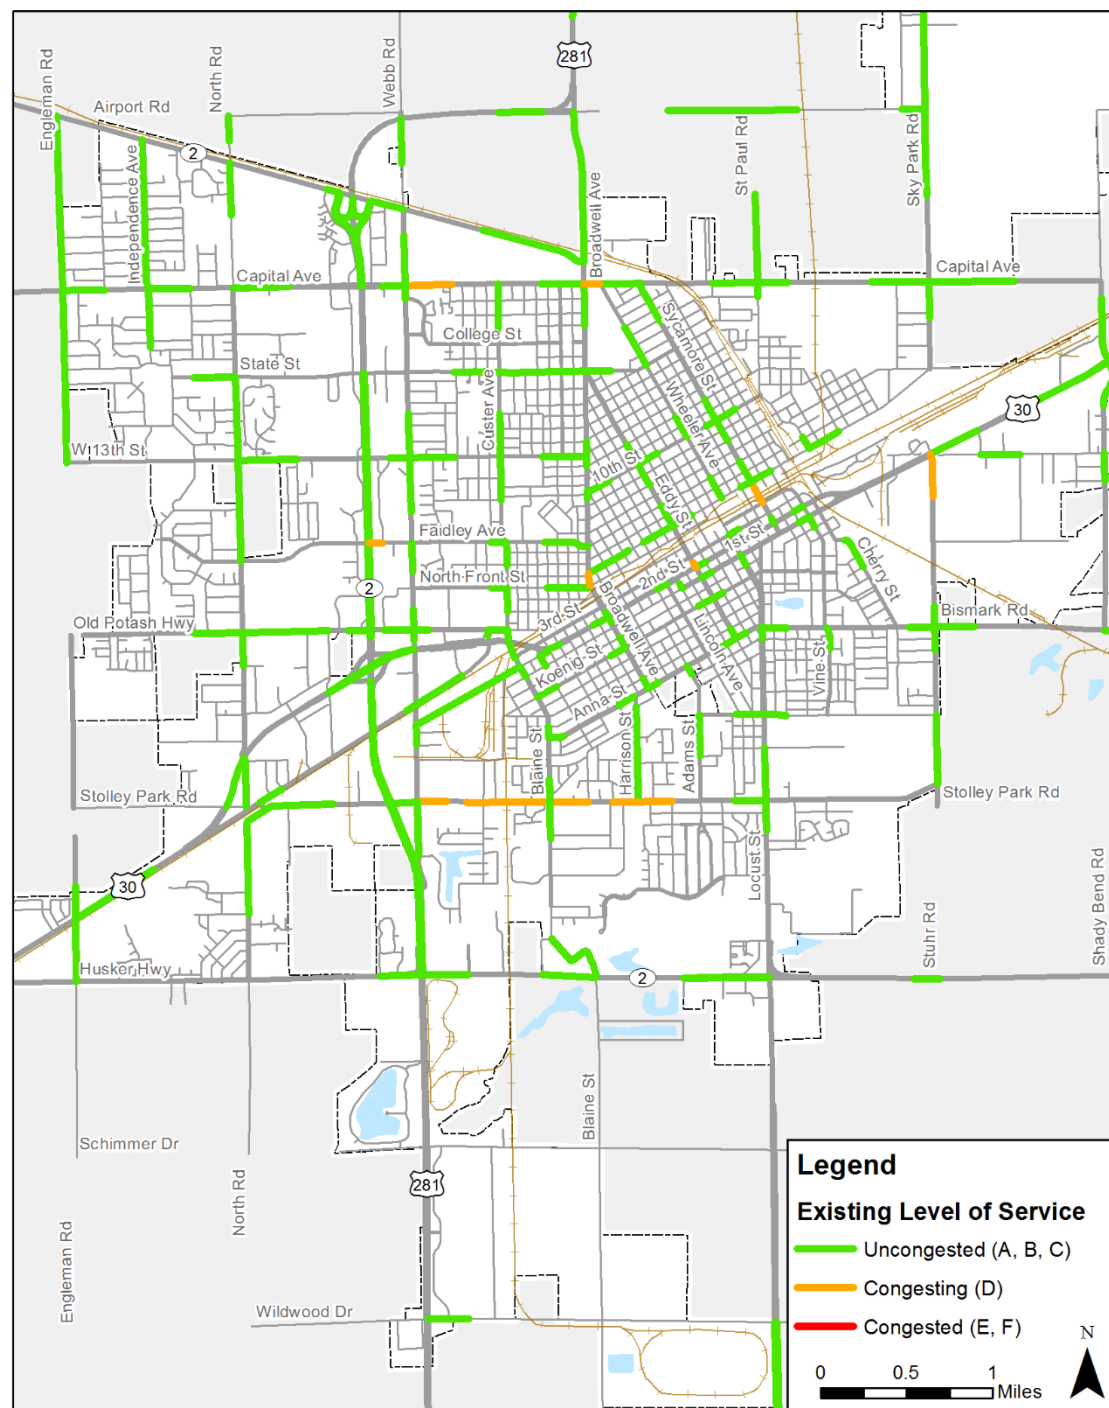 281
Engleman Rd
North Rd
Webb Rd
Airport Rd
2
Independence Ave
Broadwell Ave
St Paul Rd
Sky Park Rd
Capital Ave
Capital Ave
College St
Sycamore St
State St
Custer Ave
Wheeler Ave
30
W 13th St
10th St
Eddy St
Faidley Ave
1st St
Cherry St
North Front St
2nd St
2
3rd St
Broadwell Ave
Lincoln Ave
Old Potash Hwy
Bismark Rd
Koenig St
Vine St
Anna St
Blaine St
Harrison St
Adams St
Stolley Park Rd
Stolley Park Rd
Locust St
30
Stuhr Rd
Shady Bend Rd
Husker Hwy
2
Blaine St
Schimmer Dr
281
North Rd
Engleman Rd
Wildwood Dr
Legend
Existing Level of Service
Uncongested (A, B, C)
Congesting (D)
Congested (E, F)
N
0 0.5 1
Miles